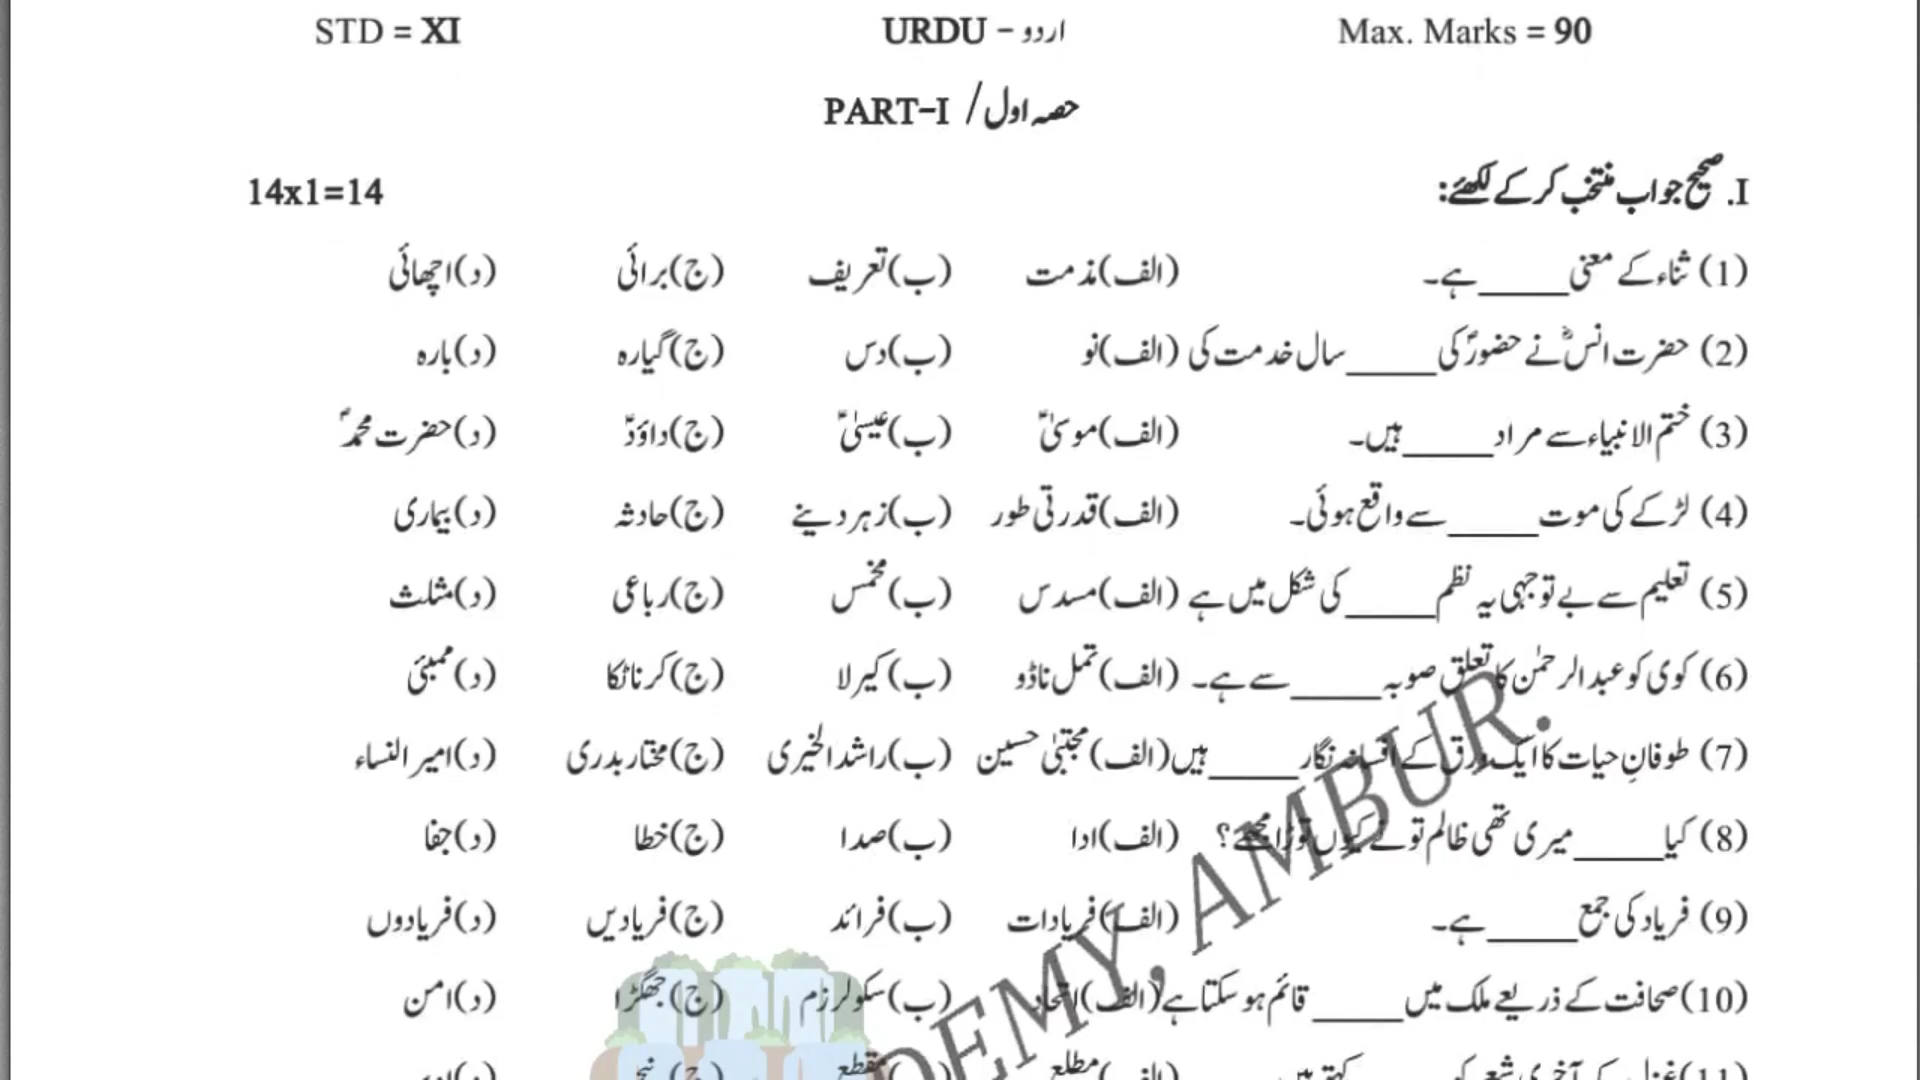 STD = XI URDU - اردو Max. Marks = 90
PART-I / حصہ اول
I. صحیح جواب منتخب کر کے لکھئے: 14x1=14
(1) ثناء کے معنی _____ ہے۔ (الف) مذمت (ب) تعریف (ج) برائی (د) اچھائی
(2) حضرت انسؓ نے حضورؐ کی _____ سال خدمت کی (الف) نو (ب) دس (ج) گیارہ (د) بارہ
(3) ختم الانبیاء سے مراد _____ ہیں۔ (الف) موسیٰؑ (ب) عیسیٰؑ (ج) داؤدؑ (د) حضرت محمدؐ
(4) لڑکے کی موت _____ سے واقع ہوئی۔ (الف) قدرتی طور (ب) زہر دینے (ج) حادثہ (د) بیماری
(5) تعلیم سے بے توجہی یہ نظم _____ کی شکل میں ہے (الف) مسدس (ب) مخمس (ج) رباعی (د) مثلث
(6) کوی کو عبدالرحمٰن کا تعلق صوبہ _____ سے ہے۔ (الف) تمل ناڈو (ب) کیرلا (ج) کرناٹکا (د) ممبئی
(7) طوفانِ حیات کا ایک ورق کے افسانہ نگار _____ ہیں (الف) مجتبیٰ حسین (ب) راشد الخیری (ج) مختار بدری (د) امیر النساء
(8) کیا _____ میری تھی ظالم تو نے کیوں توڑا مجھے؟ (الف) ادا (ب) صدا (ج) خطا (د) جفا
(9) فریاد کی جمع _____ ہے۔ (الف) فریادات (ب) فرائد (ج) فریادیں (د) فریادوں
(10) صحافت کے ذریعے ملک میں _____ قائم ہو سکتا ہے (الف) اتحاد (ب) سکولرزم (ج) جھگڑا (د) امن
مطلع مقطع
DEMY, AMBUR.